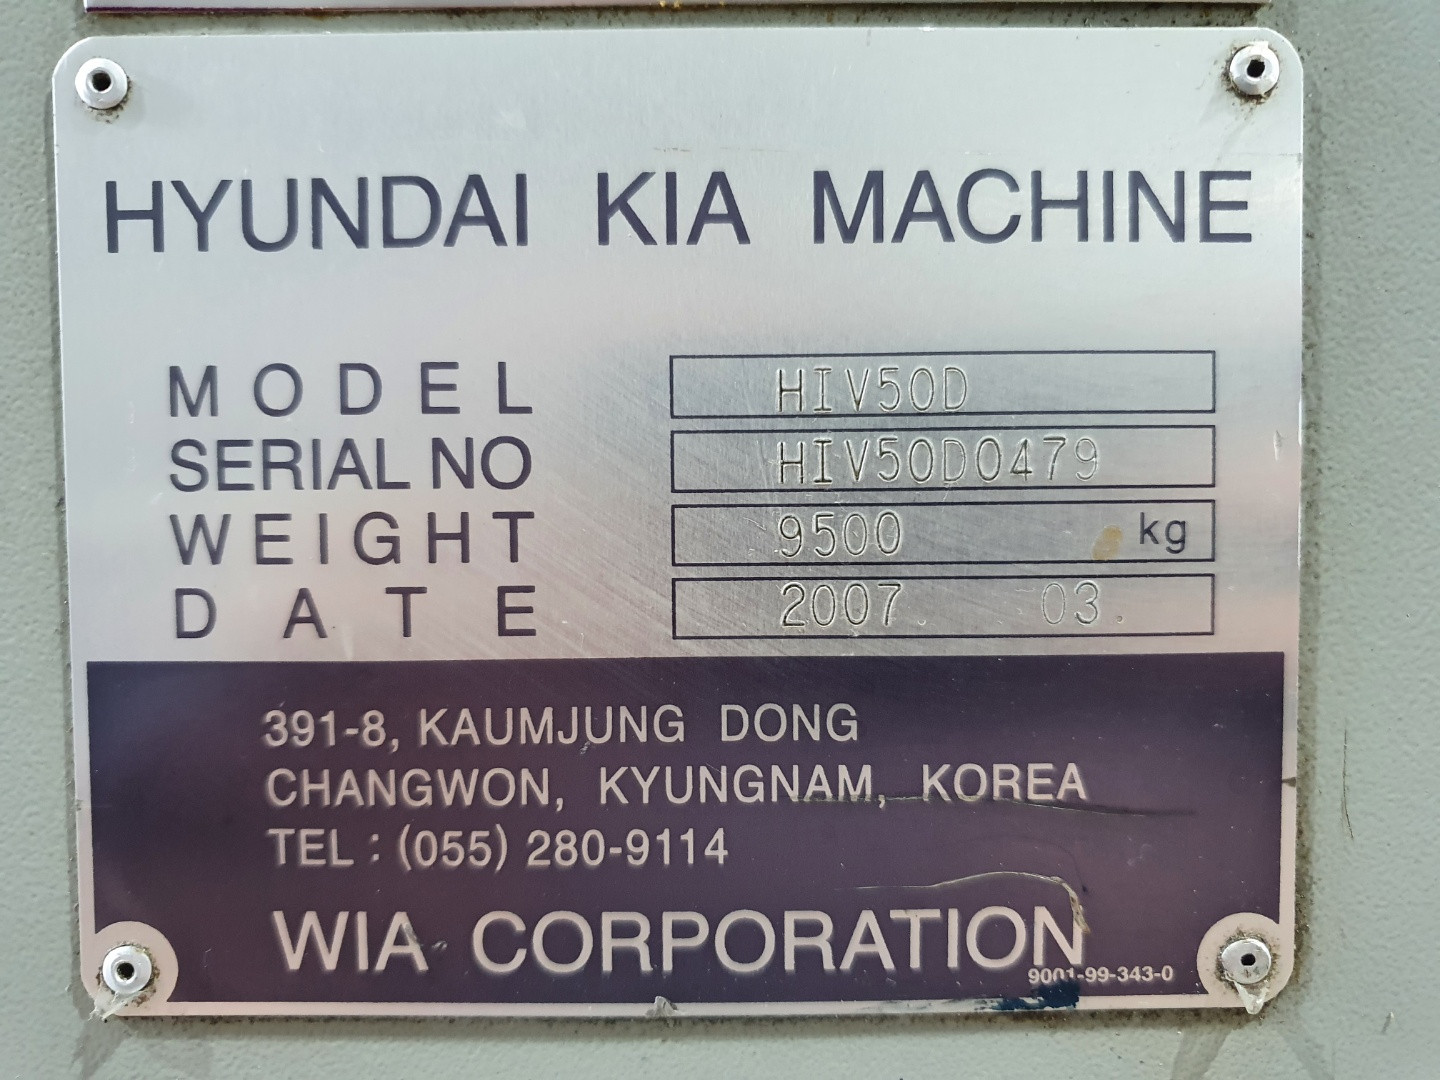 HYUNDAI KIA MACHINE
MODEL HIV50D
SERIAL NO HIV50D0479
WEIGHT 9500 kg
DATE 2007. 03.
391-8, KAUMJUNG DONG
CHANGWON, KYUNGNAM, KOREA
TEL : (055) 280-9114
WIA CORPORATION
9001-99-343-0